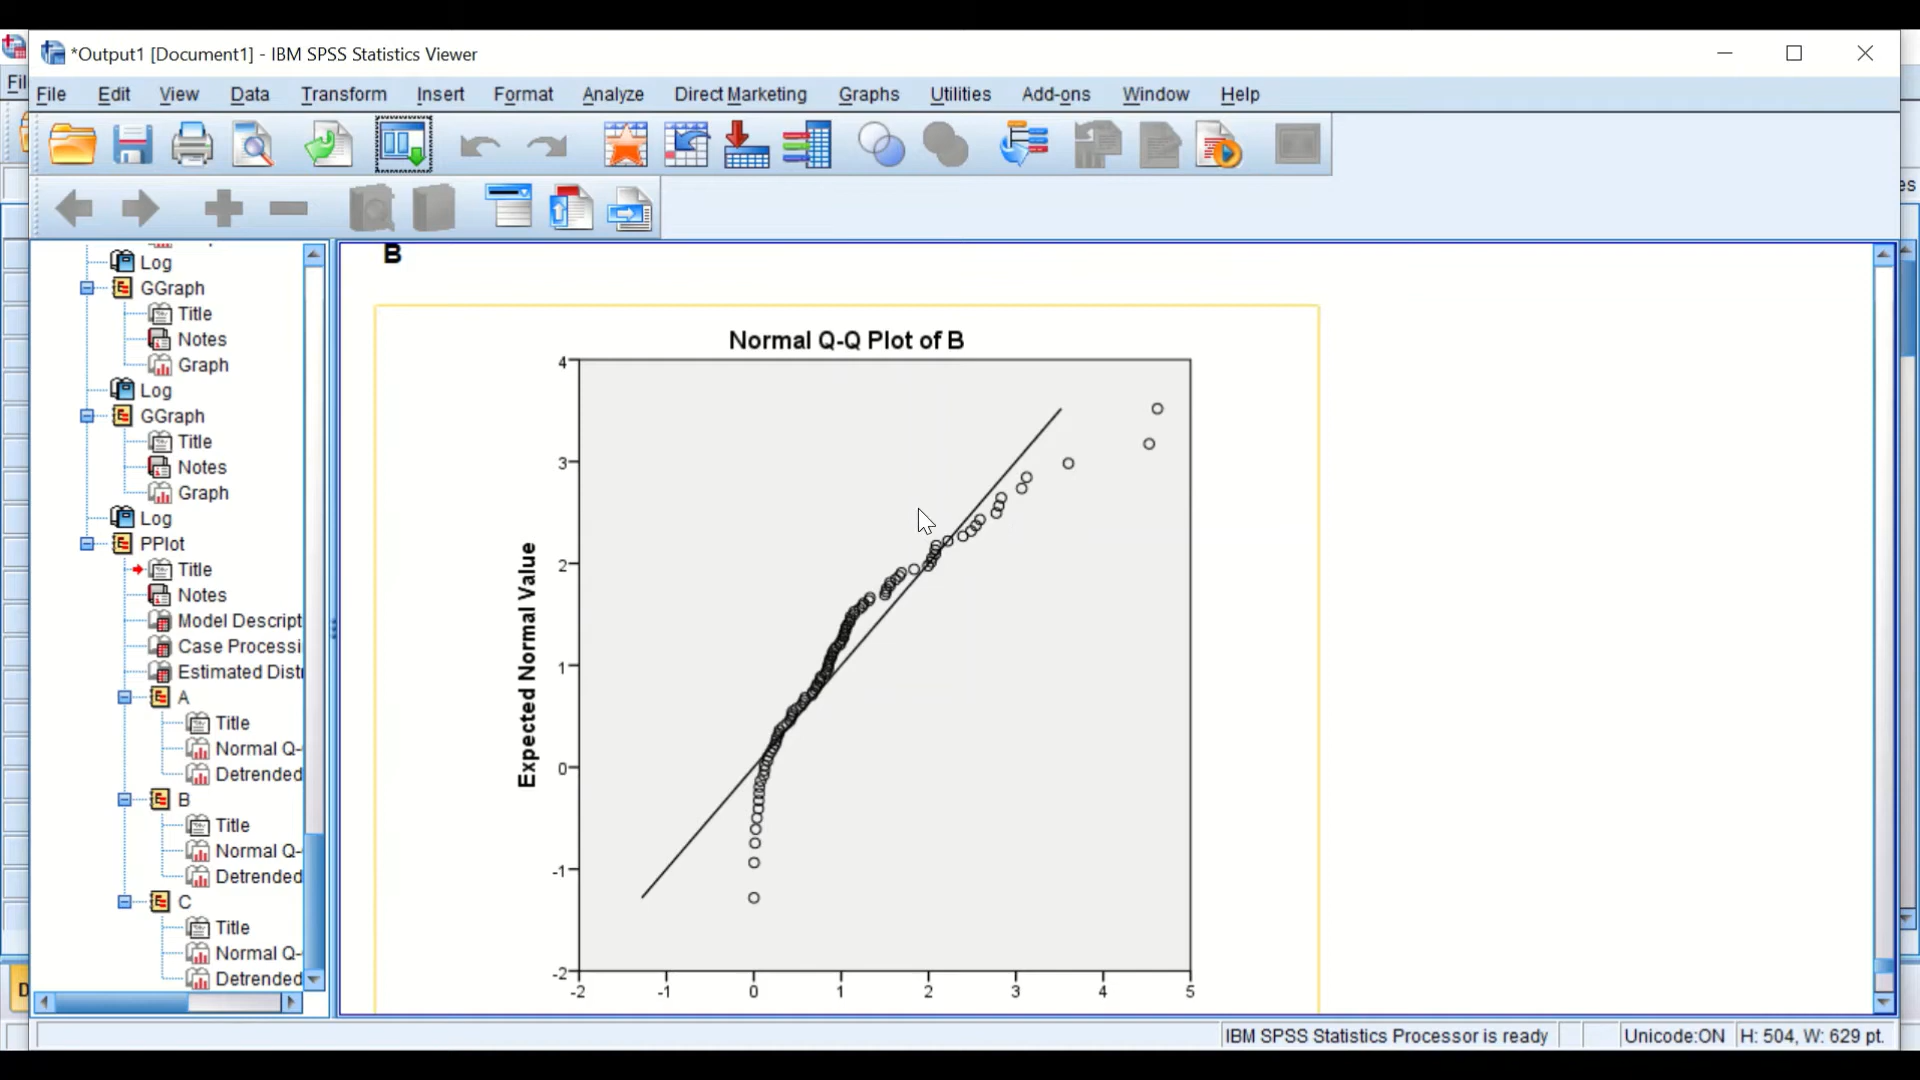 *Output1 [Document1] - IBM SPSS Statistics Viewer
Fil
File Edit View Data Transform Insert Format Analyze Direct Marketing Graphs Utilities Add-ons Window Help
es
Log
GGraph
Title
Notes
Graph
Log
GGraph
Title
Notes
Graph
Log
PPlot
Title
Notes
Model Descript
Case Processi
Estimated Distr
A
Title
Normal Q-
Detrended
B
Title
Normal Q-
Detrended
C
Title
Normal Q-
Detrended
B
Normal Q-Q Plot of B
Expected Normal Value
4
3
2
1
0
-1
-2
-2 -1 0 1 2 3 4 5
D
IBM SPSS Statistics Processor is ready Unicode:ON H: 504, W: 629 pt.